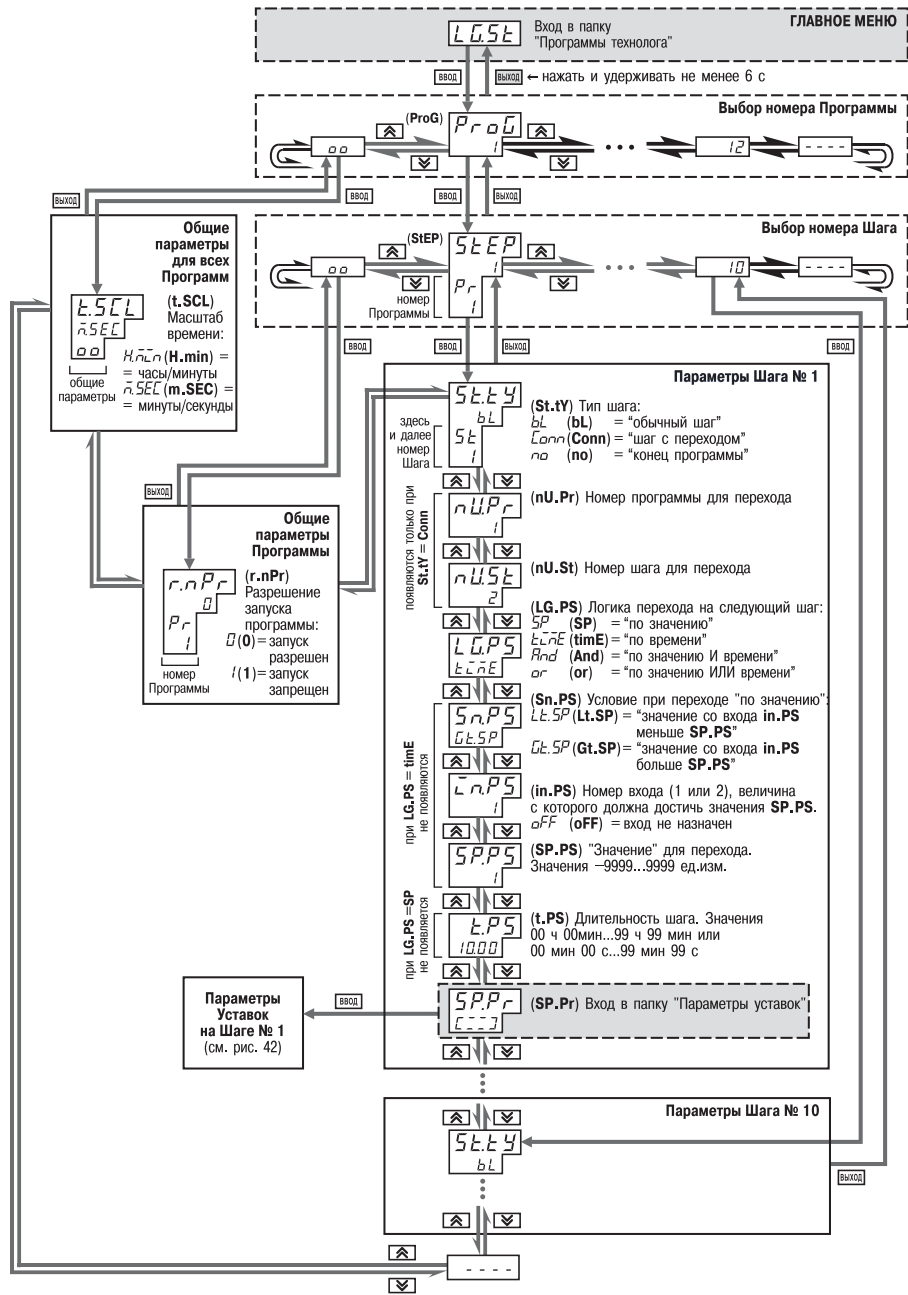 ГЛАВНОЕ МЕНЮ
LG.St
Вход в папку
"Программы технолога"
ВВОД
ВЫХОД ← нажать и удерживать не менее 6 с
Выбор номера Программы
(ProG)
ProG
1
oo
• • •
12
- - - -
ВЫХОД
ВВОД
ВВОД
ВЫХОД
Выбор номера Шага
(StEP)
StEP
1
Pr
1
oo
• • •
10
- - - -
номер
Программы
ВВОД
ВВОД
ВЫХОД
ВВОД
Общие
параметры
для всех
Программ
t.SCL
m.SEC
oo
(t.SCL)
Масштаб
времени:
H.min (H.min) =
= часы/минуты
m.SEC (m.SEC) =
= минуты/секунды
общие
параметры
ВЫХОД
Общие
параметры
Программы
r.nPr
0
Pr
1
(r.nPr)
Разрешение
запуска
программы:
0 (0) = запуск
разрешен
1 (1) = запуск
запрещен
номер
Программы
Параметры Шага № 1
St.tY
bL
St
1
здесь
и далее
номер
Шага
(St.tY) Тип шага:
bL (bL) = “обычный шаг”
Conn (Conn) = “шаг с переходом”
no (no) = “конец программы”
появляются только при
St.tY = Conn
nU.Pr
1
(nU.Pr) Номер программы для перехода
nU.St
2
(nU.St) Номер шага для перехода
LG.PS
timE
(LG.PS) Логика перехода на следующий шаг:
SP (SP) = “по значению”
timE (timE) = “по времени”
And (And) = “по значению И времени”
or (or) = “по значению ИЛИ времени”
при LG.PS = timE
не появляются
Sn.PS
Gt.SP
(Sn.PS) Условие при переходе "по значению":
Lt.SP (Lt.SP) = “значение со входа in.PS
меньше SP.PS”
Gt.SP (Gt.SP) = “значение со входа in.PS
больше SP.PS”
in.PS
1
(in.PS) Номер входа (1 или 2), величина
с которого должна достичь значения SP.PS.
oFF (oFF) = вход не назначен
SP.PS
1
(SP.PS) "Значение" для перехода.
Значения –9999...9999 ед.изм.
при LG.PS =SP
не появляется
t.PS
10.00
(t.PS) Длительность шага. Значения
00 ч 00мин...99 ч 99 мин или
00 мин 00 с...99 мин 99 с
SP.Pr
[---]
(SP.Pr) Вход в папку "Параметры уставок"
ВВОД
Параметры
Уставок
на Шаге № 1
(см. рис. 42)
Параметры Шага № 10
St.tY
bL
ВЫХОД
- - - -